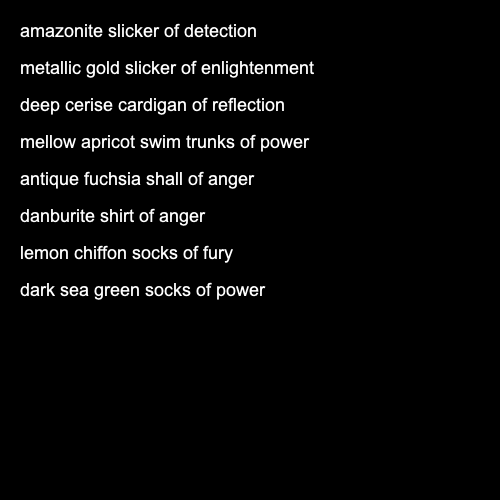 amazonite slicker of detection
metallic gold slicker of enlightenment
deep cerise cardigan of reflection
mellow apricot swim trunks of power
antique fuchsia shall of anger
danburite shirt of anger
lemon chiffon socks of fury
dark sea green socks of power